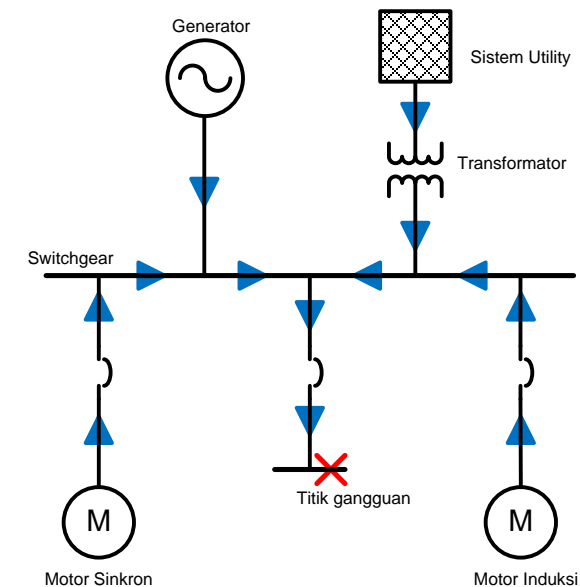 Generator
Sistem Utility
Transformator
Switchgear
Titik gangguan
M
M
Motor Sinkron
Motor Induksi